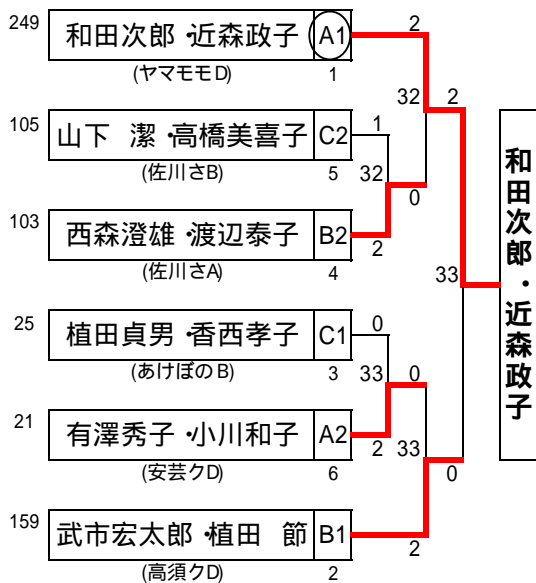 249 和田次郎・近森政子 A1 2
(ヤマモモD) 1
32 2
105 山下 潔・高橋美喜子 C2 1
(佐川さB) 5 32 0
103 西森澄雄・渡辺泰子 B2 2
(佐川さA) 4
33 和田次郎・近森政子
25 植田貞男・香西孝子 C1 0
(あけぼのB) 3 33 0
21 有澤秀子・小川和子 A2 2
(安芸クD) 6 33 0
159 武市宏太郎・植田 節 B1 2
(高須クD) 2